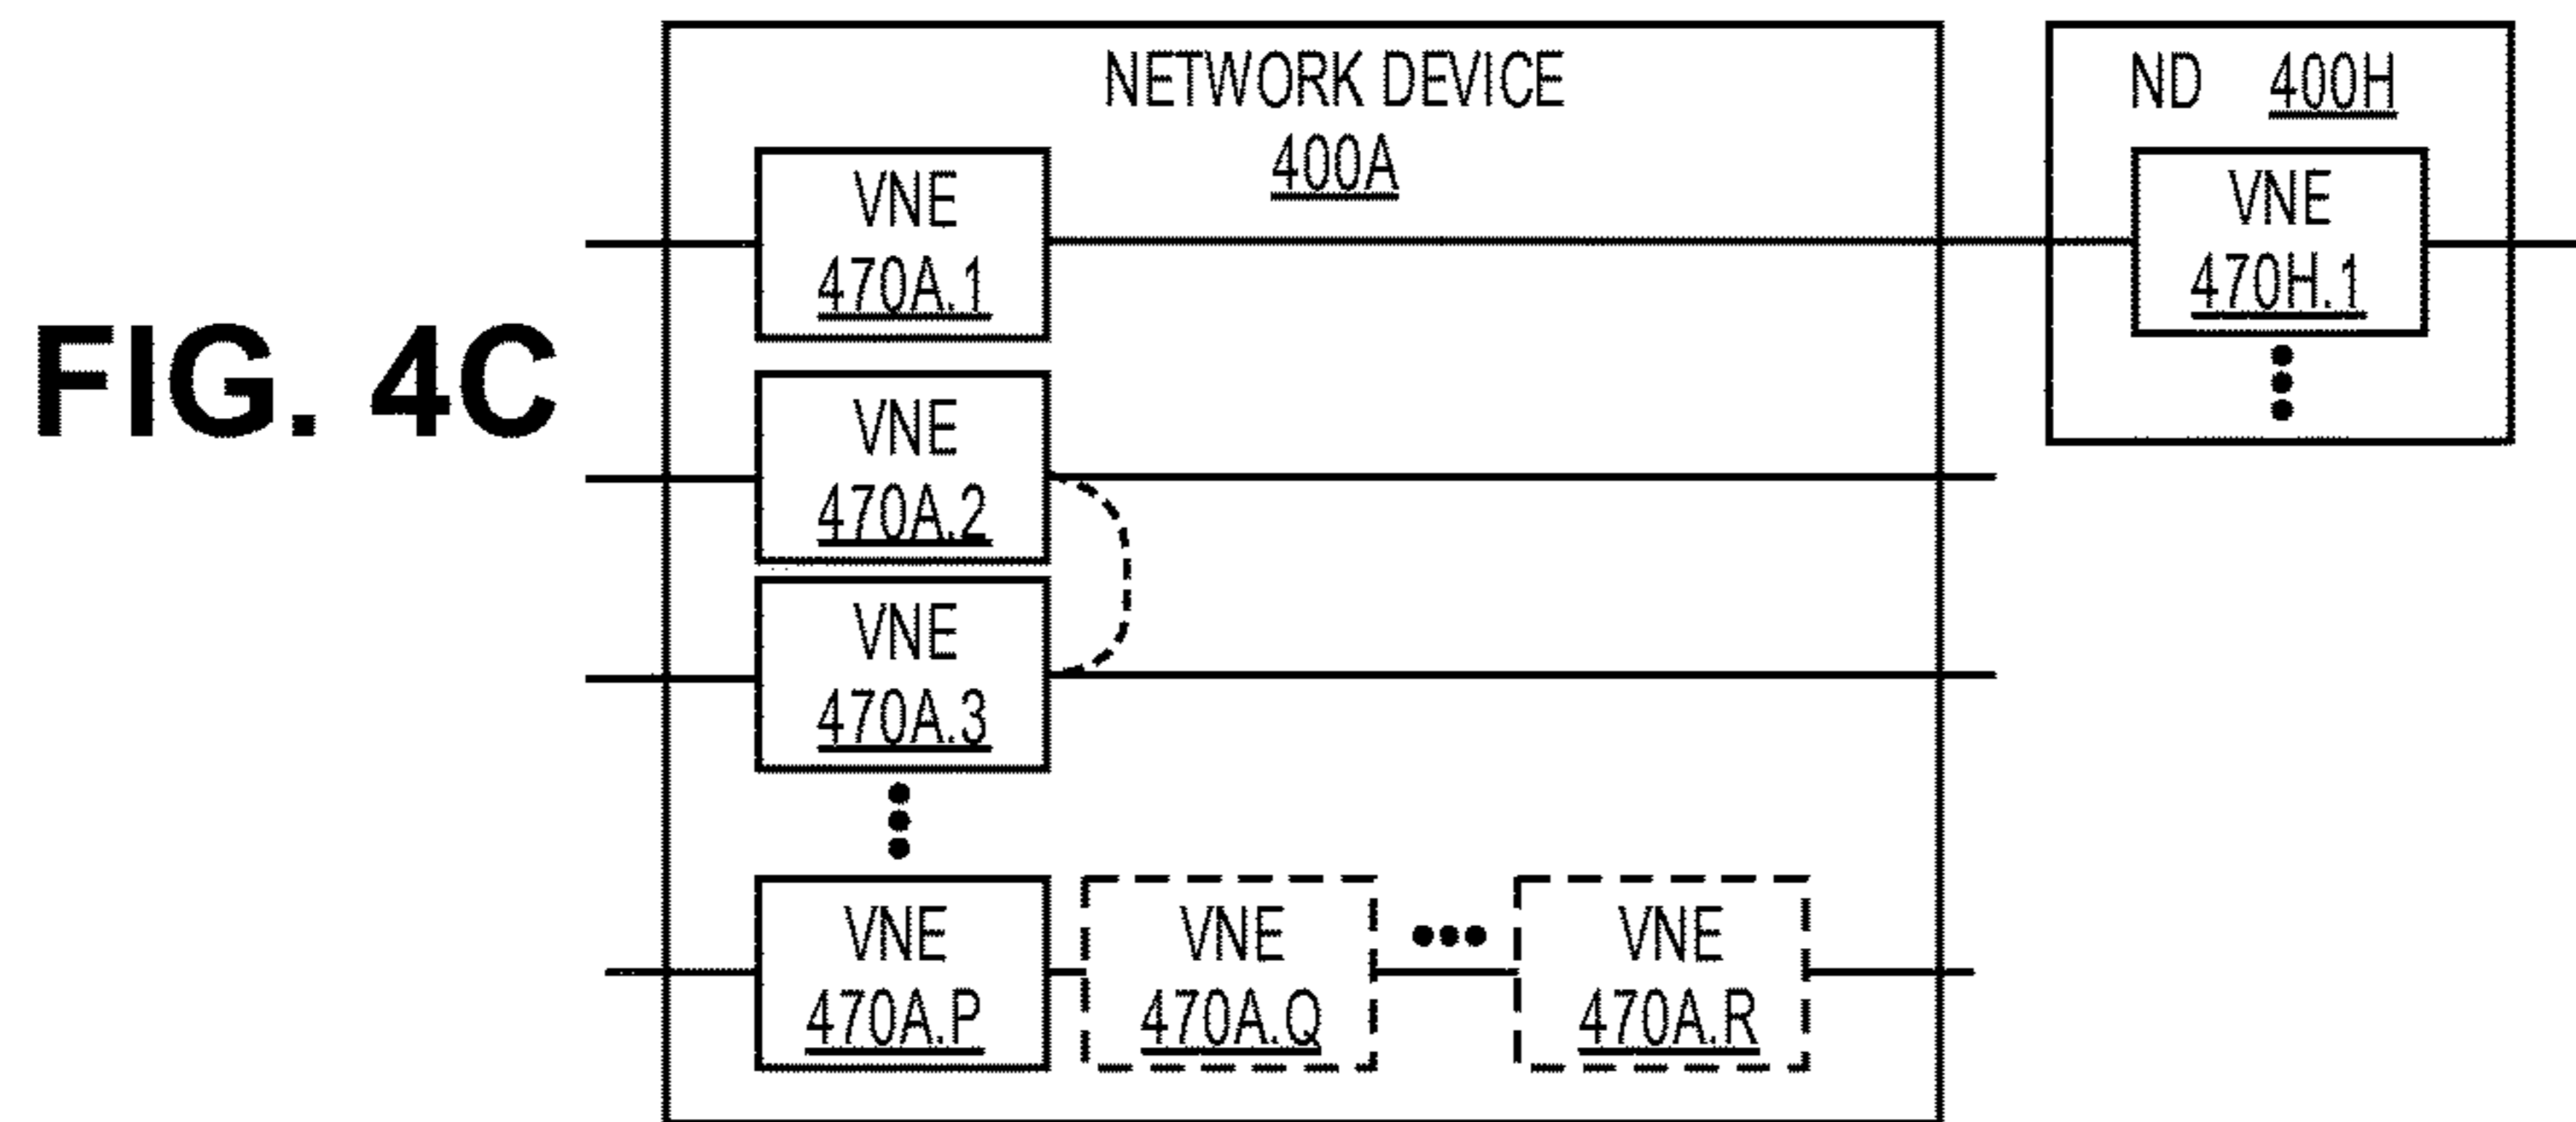 FIG. 4C
NETWORK DEVICE
400A
VNE
470A.1
VNE
470A.2
VNE
470A.3
VNE
470A.P
VNE
470A.Q
VNE
470A.R
ND 400H
VNE
470H.1